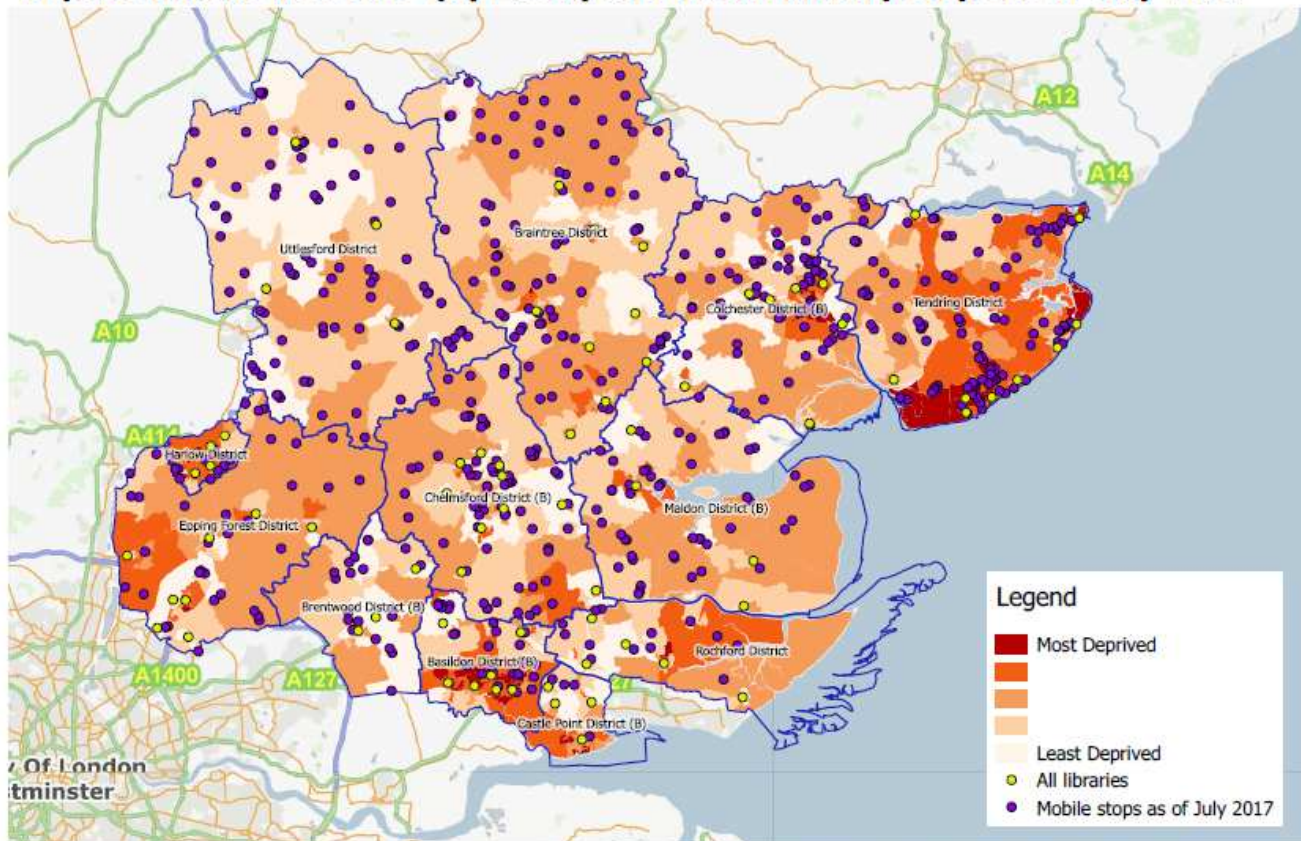 A12
A14
Uttlesford District
Braintree District
Colchester District (B)
Tendring District
A10
A414
Harlow District
Chelmsford District (B)
Maldon District (B)
Epping Forest District
Legend
Brentwood District (B)
Most Deprived
Rochford District
Basildon District (B)
A1400
A127
Castle Point District (B)
Least Deprived
Of London
All libraries
tminster
Mobile stops as of July 2017